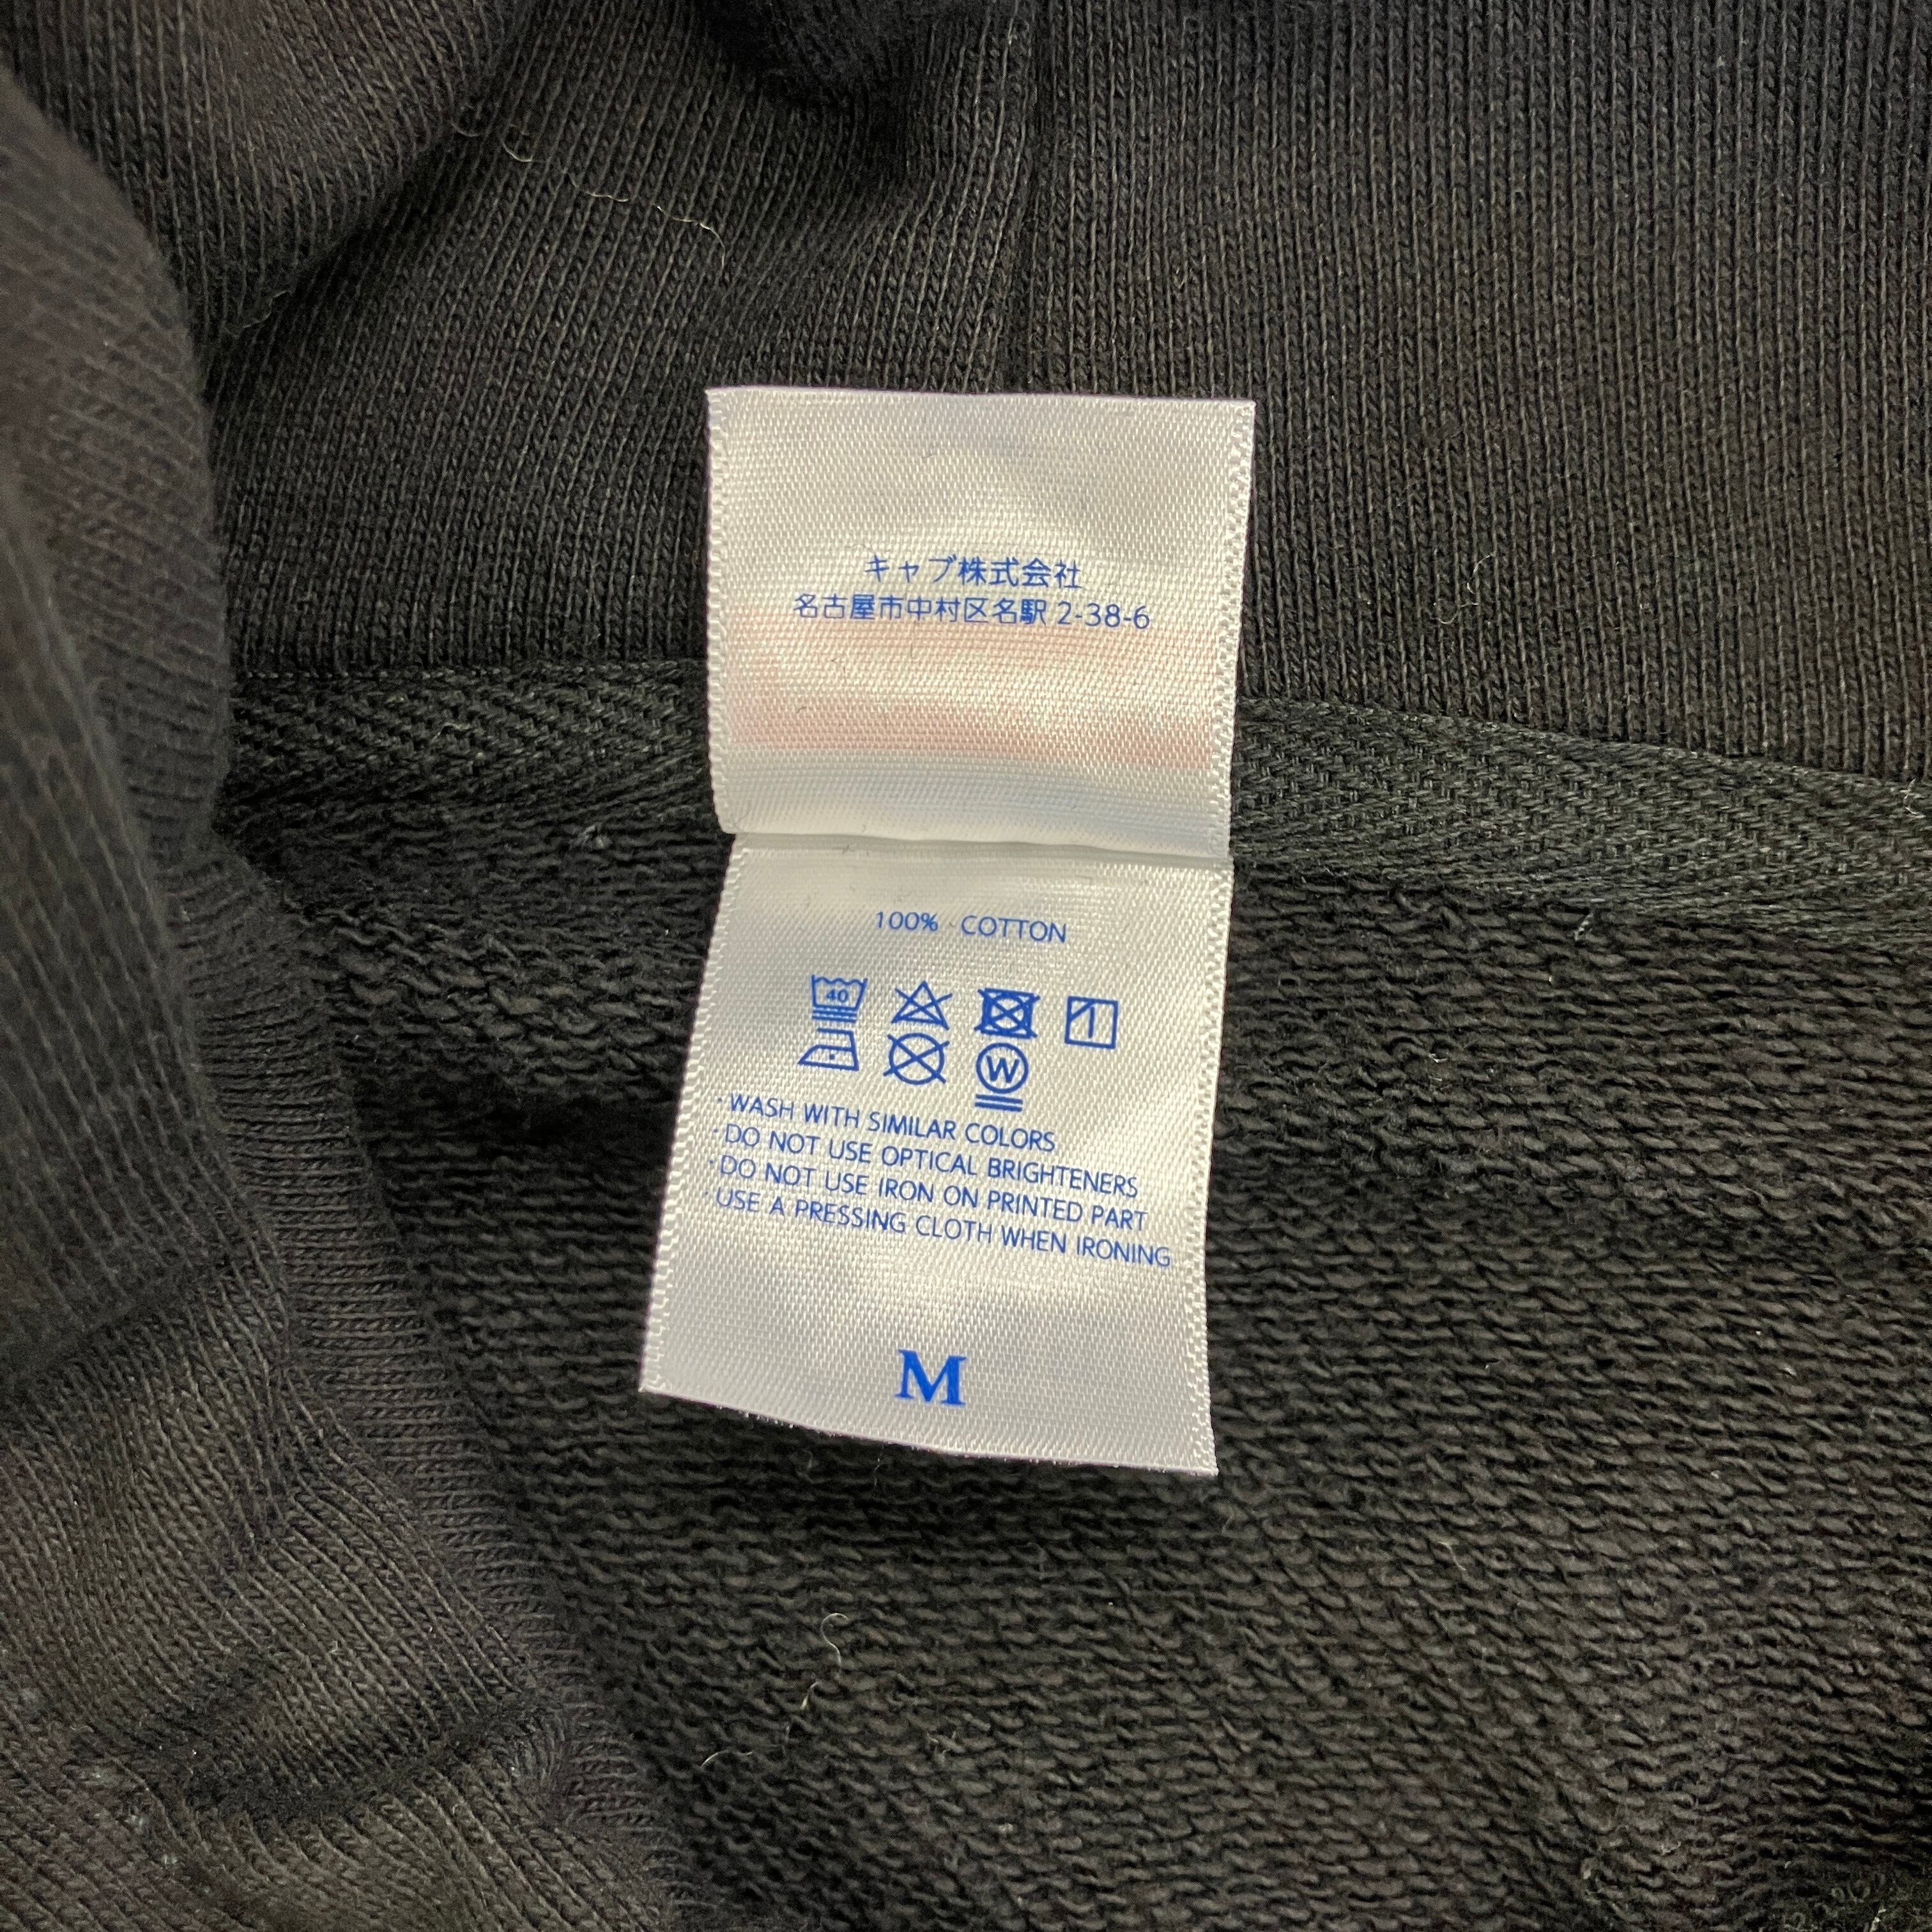 キャブ株式会社
名古屋市中村区名駅 2-38-6
100% COTTON
40
W
・WASH WITH SIMILAR COLORS
・DO NOT USE OPTICAL BRIGHTENERS
・DO NOT USE IRON ON PRINTED PART
・USE A PRESSING CLOTH WHEN IRONING
M